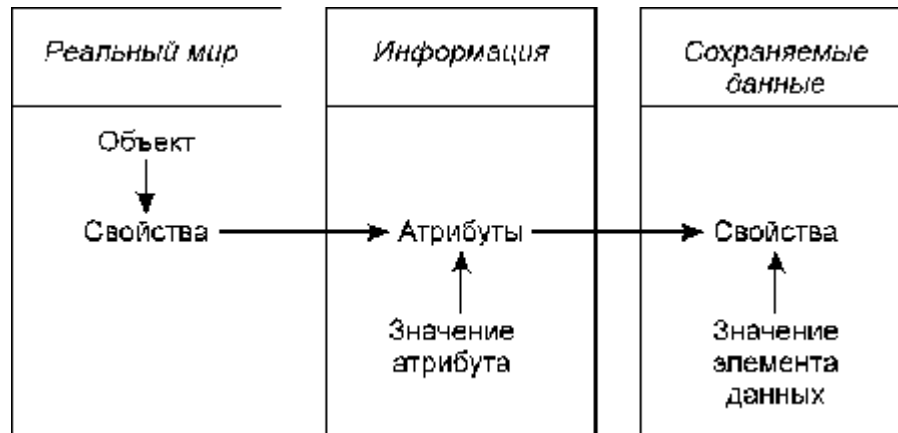 Реальный мир
Объект
Свойства
Информация
Атрибуты
Значение
атрибута
Сохраняемые
данные
Свойства
Значение
элемента
данных